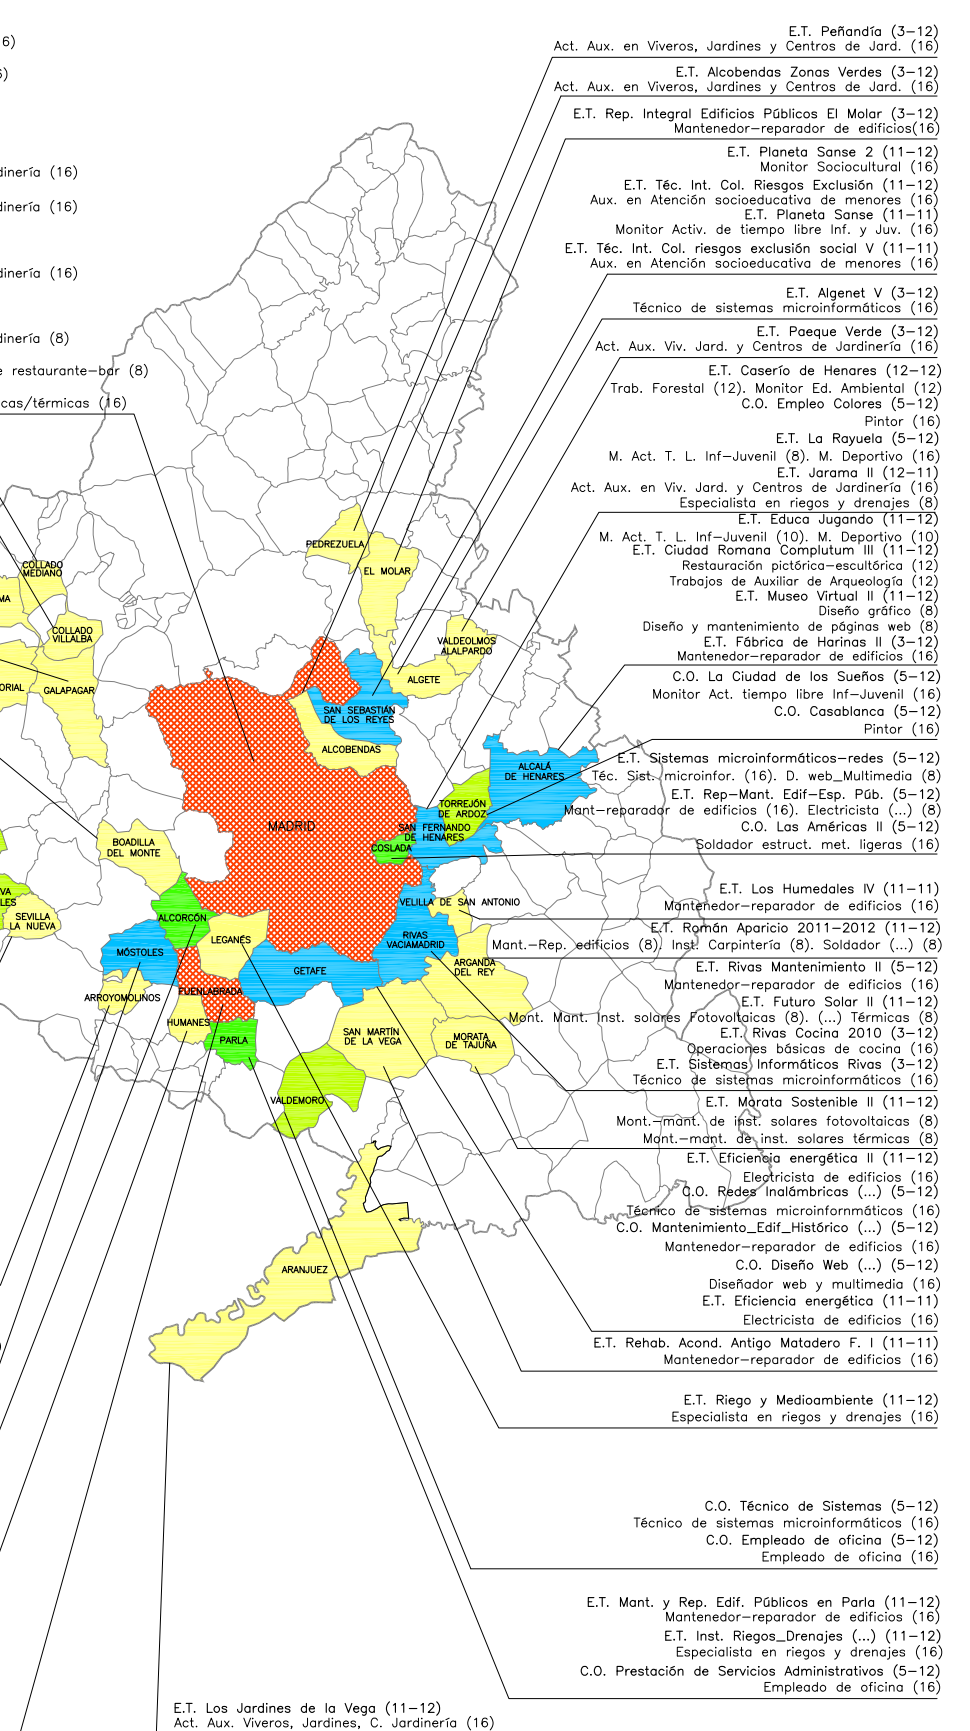 6)
6)
dinería (16)
dinería (16)
dinería (16)
dinería (8)
e restaurante-bar (8)
cas/térmicas (16)
E.T. Peñandía (3-12)
Act. Aux. en Viveros, Jardines y Centros de Jard. (16)
E.T. Alcobendas Zonas Verdes (3-12)
Act. Aux. en Viveros, Jardines y Centros de Jard. (16)
E.T. Rep. Integral Edificios Públicos El Molar (3-12)
Mantenedor-reparador de edificios(16)
E.T. Planeta Sanse 2 (11-12)
Monitor Sociocultural (16)
E.T. Téc. Int. Col. Riesgos Exclusión (11-12)
Aux. en Atención socioeducativa de menores (16)
E.T. Planeta Sanse (11-11)
Monitor Activ. de tiempo libre Inf. y Juv. (16)
E.T. Téc. Int. Col. riesgos exclusión social V (11-11)
Aux. en Atención socioeducativa de menores (16)
E.T. Algenet V (3-12)
Técnico de sistemas microinformáticos (16)
E.T. Paeque Verde (3-12)
Act. Aux. Viv. Jard. y Centros de Jardinería (16)
E.T. Caserío de Henares (12-12)
Trab. Forestal (12). Monitor Ed. Ambiental (12)
C.O. Empleo Colores (5-12)
Pintor (16)
E.T. La Rayuela (5-12)
M. Act. T. L. Inf-Juvenil (8). M. Deportivo (16)
E.T. Jarama II (12-11)
Act. Aux. en Viv. Jard. y Centros de Jardinería (16)
Especialista en riegos y drenajes (8)
E.T. Educa Jugando (11-12)
M. Act. T. L. Inf-Juvenil (10). M. Deportivo (10)
E.T. Ciudad Romana Complutum III (11-12)
Restauración pictórica-escultórica (12)
Trabajos de Auxiliar de Arqueología (12)
E.T. Museo Virtual II (11-12)
Diseño gráfico (8)
Diseño y mantenimiento de páginas web (8)
E.T. Fábrica de Harinas II (3-12)
Mantenedor-reparador de edificios (16)
C.O. La Ciudad de los Sueños (5-12)
Monitor Act. tiempo libre Inf-Juvenil (16)
C.O. Casablanca (5-12)
Pintor (16)
E.T. Sistemas microinformáticos-redes (5-12)
Téc. Sist. microinfor. (16). D. web_Multimedia (8)
E.T. Rep-Mant. Edif-Esp. Púb. (5-12)
Mant-reparador de edificios (16). Electricista (...) (8)
C.O. Las Américas II (5-12)
Soldador estruct. met. ligeras (16)
E.T. Los Humedales IV (11-11)
Mantenedor-reparador de edificios (16)
E.T. Román Aparicio 2011-2012 (11-12)
Mant.-Rep. edificios (8). Inst. Carpintería (8). Soldador (...) (8)
E.T. Rivas Mantenimiento II (5-12)
Mantenedor-reparador de edificios (16)
E.T. Futuro Solar II (11-12)
Mont. Mant. Inst. solares Fotovoltaicas (8). (...) Térmicas (8)
E.T. Rivas Cocina 2010 (3-12)
Operaciones básicas de cocina (16)
E.T. Sistemas Informáticos Rivas (3-12)
Técnico de sistemas microinformáticos (16)
E.T. Morata Sostenible II (11-12)
Mont.-mant. de inst. solares fotovoltaicas (8)
Mont.-mant. de inst. solares térmicas (8)
E.T. Eficiencia energética II (11-12)
Electricista de edificios (16)
C.O. Redes Inalámbricas (...) (5-12)
Técnico de sistemas microinfornmáticos (16)
C.O. Mantenimiento_Edif_Histórico (...) (5-12)
Mantenedor-reparador de edificios (16)
C.O. Diseño Web (...) (5-12)
Diseñador web y multimedia (16)
E.T. Eficiencia energética (11-11)
Electricista de edificios (16)
E.T. Rehab. Acond. Antigo Matadero F. I (11-11)
Mantenedor-reparador de edificios (16)
E.T. Riego y Medioambiente (11-12)
Especialista en riegos y drenajes (16)
C.O. Técnico de Sistemas (5-12)
Técnico de sistemas microinformáticos (16)
C.O. Empleado de oficina (5-12)
Empleado de oficina (16)
E.T. Mant. y Rep. Edif. Públicos en Parla (11-12)
Mantenedor-reparador de edificios (16)
E.T. Inst. Riegos_Drenajes (...) (11-12)
Especialista en riegos y drenajes (16)
C.O. Prestación de Servicios Administrativos (5-12)
Empleado de oficina (16)
E.T. Los Jardines de la Vega (11-12)
Act. Aux. Viveros, Jardines, C. Jardinería (16)
PEDREZUELA
EL MOLAR
COLLADO
MEDIANO
MA
COLLADO
VILLALBA
ORIAL
GALAPAGAR
VALDEOLMOS
ALALPARDO
ALGETE
SAN SEBASTIÁN
DE LOS REYES
ALCOBENDAS
ALCALÁ
DE HENARES
TORREJÓN
DE ARDOZ
MADRID
SAN FERNANDO
DE HENARES
COSLADA
BOADILLA
DEL MONTE
VA
LES
SEVILLA
LA NUEVA
ALCORCÓN
VELILLA DE SAN ANTONIO
LEGANÉS
RIVAS
VACIAMADRID
MÓSTOLES
GETAFE
ARGANDA
DEL REY
ARROYOMOLINOS
FUENLABRADA
HUMANES
PARLA
SAN MARTÍN
DE LA VEGA
MORATA
DE TAJUÑA
VALDEMORO
ARANJUEZ